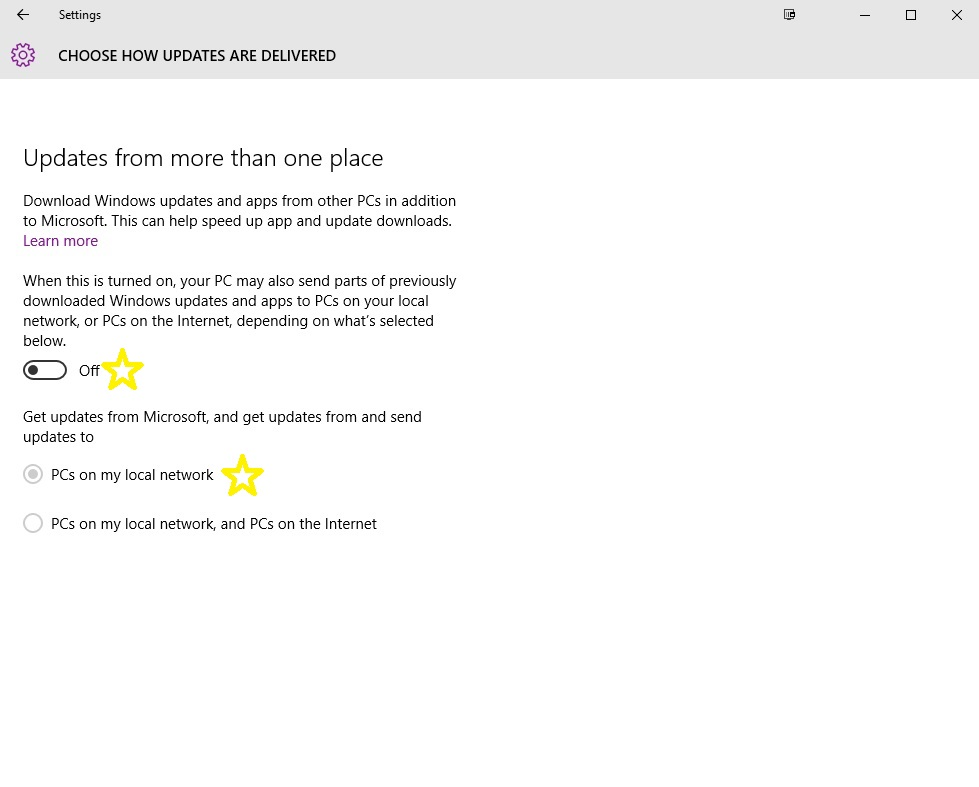 Settings
CHOOSE HOW UPDATES ARE DELIVERED
Updates from more than one place
Download Windows updates and apps from other PCs in addition
to Microsoft. This can help speed up app and update downloads.
Learn more
When this is turned on, your PC may also send parts of previously
downloaded Windows updates and apps to PCs on your local
network, or PCs on the Internet, depending on what’s selected
below.
Off
Get updates from Microsoft, and get updates from and send
updates to
PCs on my local network
PCs on my local network, and PCs on the Internet